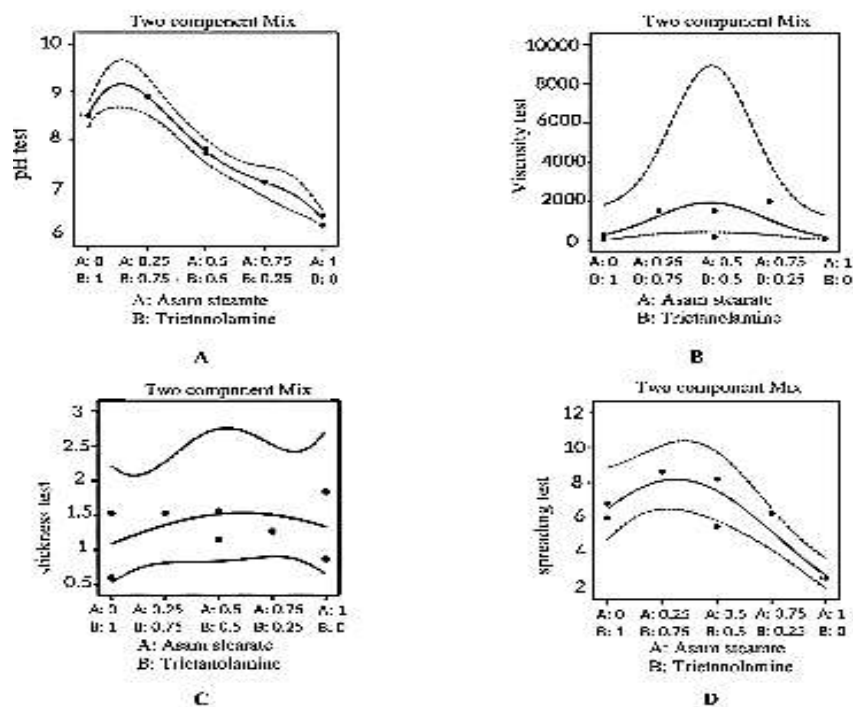 Two component Mix
10
9
8
7
6
pH test
A: 0 A: 0.25 A: 0.5 A: 0.75 A: 1
B: 1 B: 0.75 B: 0.5 B: 0.25 B: 0
A: Asam stearate
B: Trietanolamine
A
Two component Mix
10000
8000
6000
4000
2000
0
Viscosity test
A: 0 A: 0.25 A: 0.5 A: 0.75 A: 1
B: 1 B: 0.75 B: 0.5 B: 0.25 B: 0
A: Asam stearate
B: Trietanolamine
B
Two component Mix
3
2.5
2
1.5
1
0.5
stickness test
A: 0 A: 0.25 A: 0.5 A: 0.75 A: 1
B: 1 B: 0.75 B: 0.5 B: 0.25 B: 0
A: Asam stearate
B: Trietanolamine
C
Two component Mix
12
10
8
6
4
2
spreading test
A: 0 A: 0.25 A: 0.5 A: 0.75 A: 1
B: 1 B: 0.75 B: 0.5 B: 0.25 B: 0
A: Asam stearate
B: Trietanolamine
D